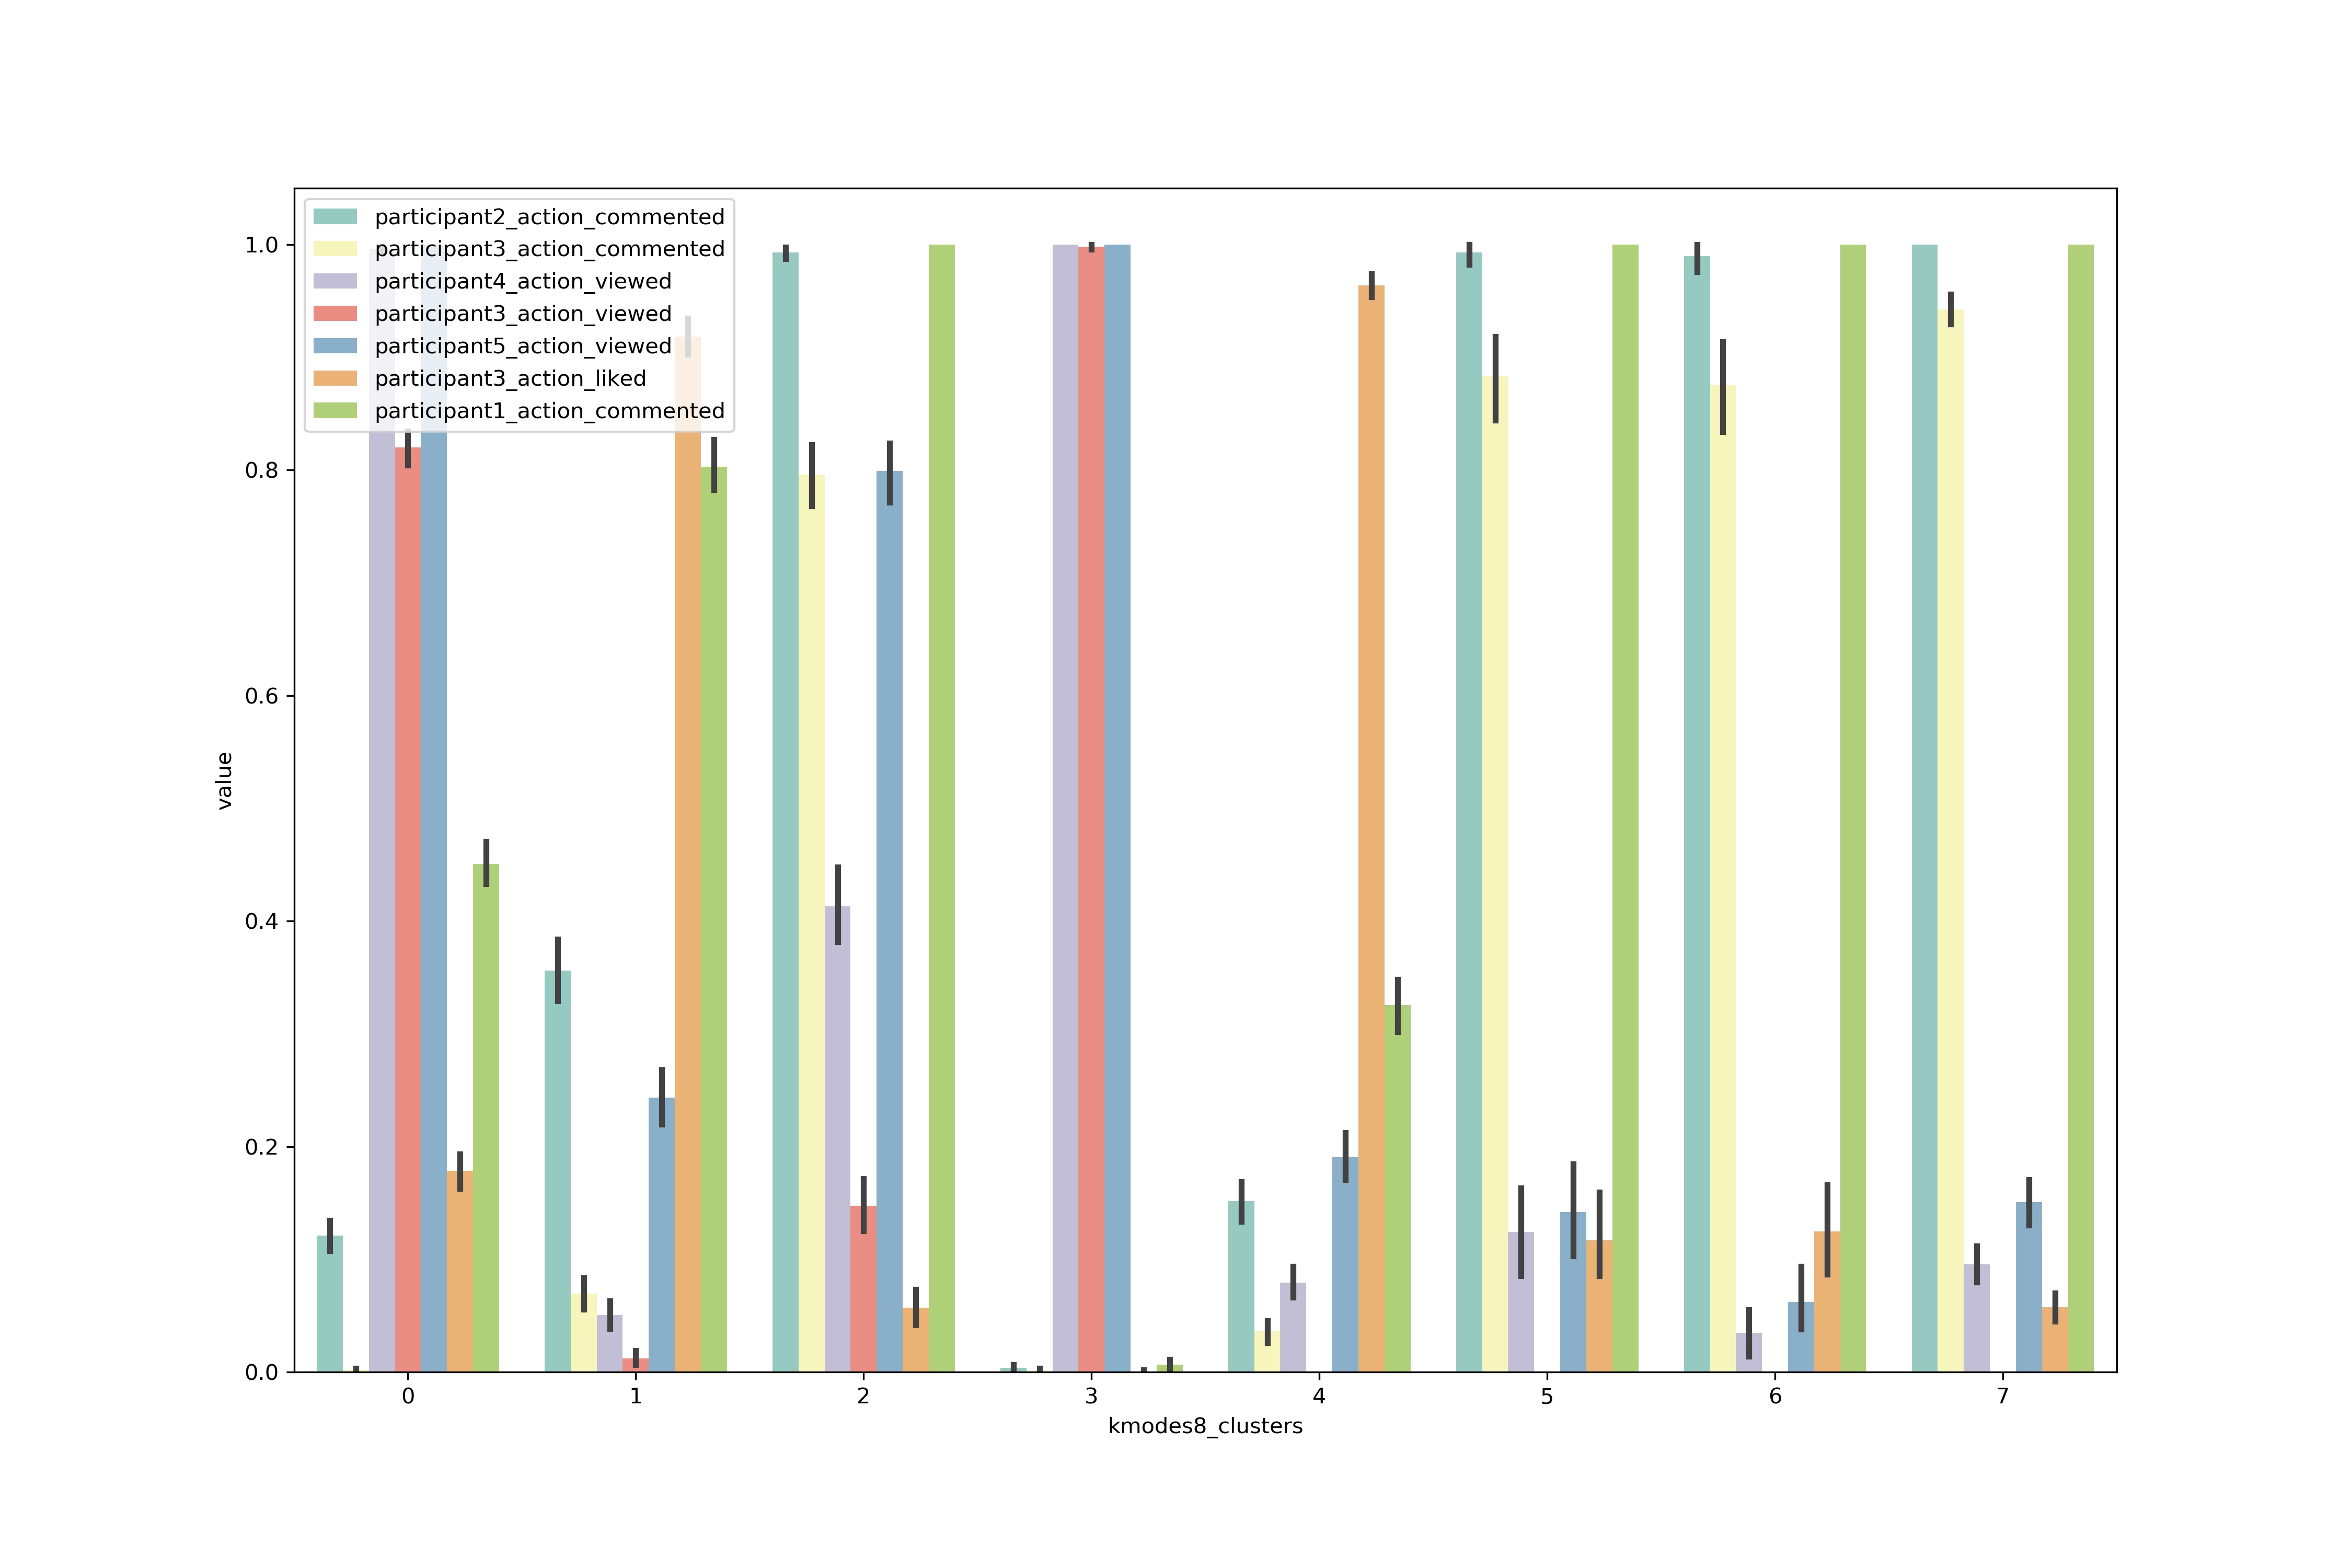 participant2_action_commented
participant3_action_commented
participant4_action_viewed
participant3_action_viewed
participant5_action_viewed
participant3_action_liked
participant1_action_commented
1.0
0.8
0.6
0.4
0.2
0.0
value
0 1 2 3 4 5 6 7
kmodes8_clusters